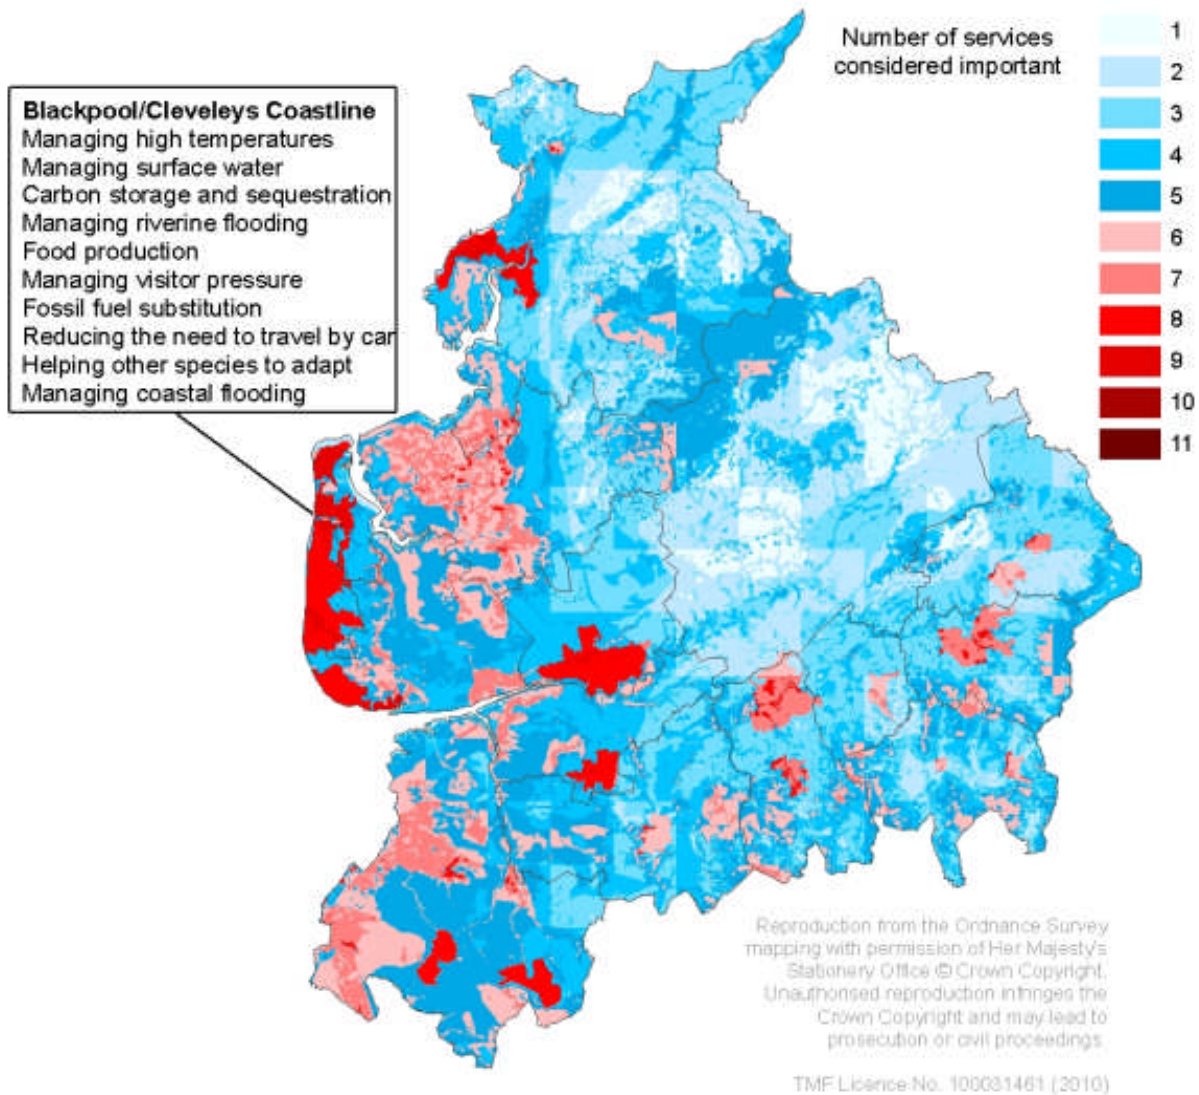 Number of services
considered important
1
2
3
4
5
6
7
8
9
10
11
Blackpool/Cleveleys Coastline
Managing high temperatures
Managing surface water
Carbon storage and sequestration
Managing riverine flooding
Food production
Managing visitor pressure
Fossil fuel substitution
Reducing the need to travel by car
Helping other species to adapt
Managing coastal flooding
Reproduction from the Ordnance Survey
mapping with permission of Her Majesty's
Stationery Office © Crown Copyright.
Unauthorised reproduction infringes the
Crown Copyright and may lead to
prosecution or civil proceedings.
TMF Licence No. 100031461 (2010)